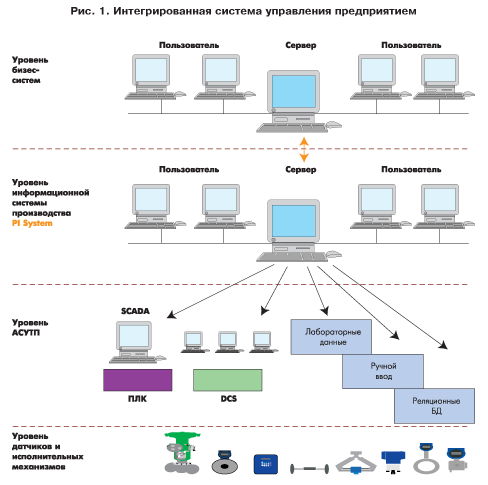 Рис. 1. Интегрированная система управления предприятием
Уровень
бизес-
систем
Пользователь
Сервер
Пользователь
Уровень
информационной
системы
производства
PI System
Пользователь
Сервер
Пользователь
Уровень
АСУТП
SCADA
ПЛК
DCS
Лабораторные
данные
Ручной
ввод
Реляционные
БД
Уровень
датчиков и
исполнительных
механизмов